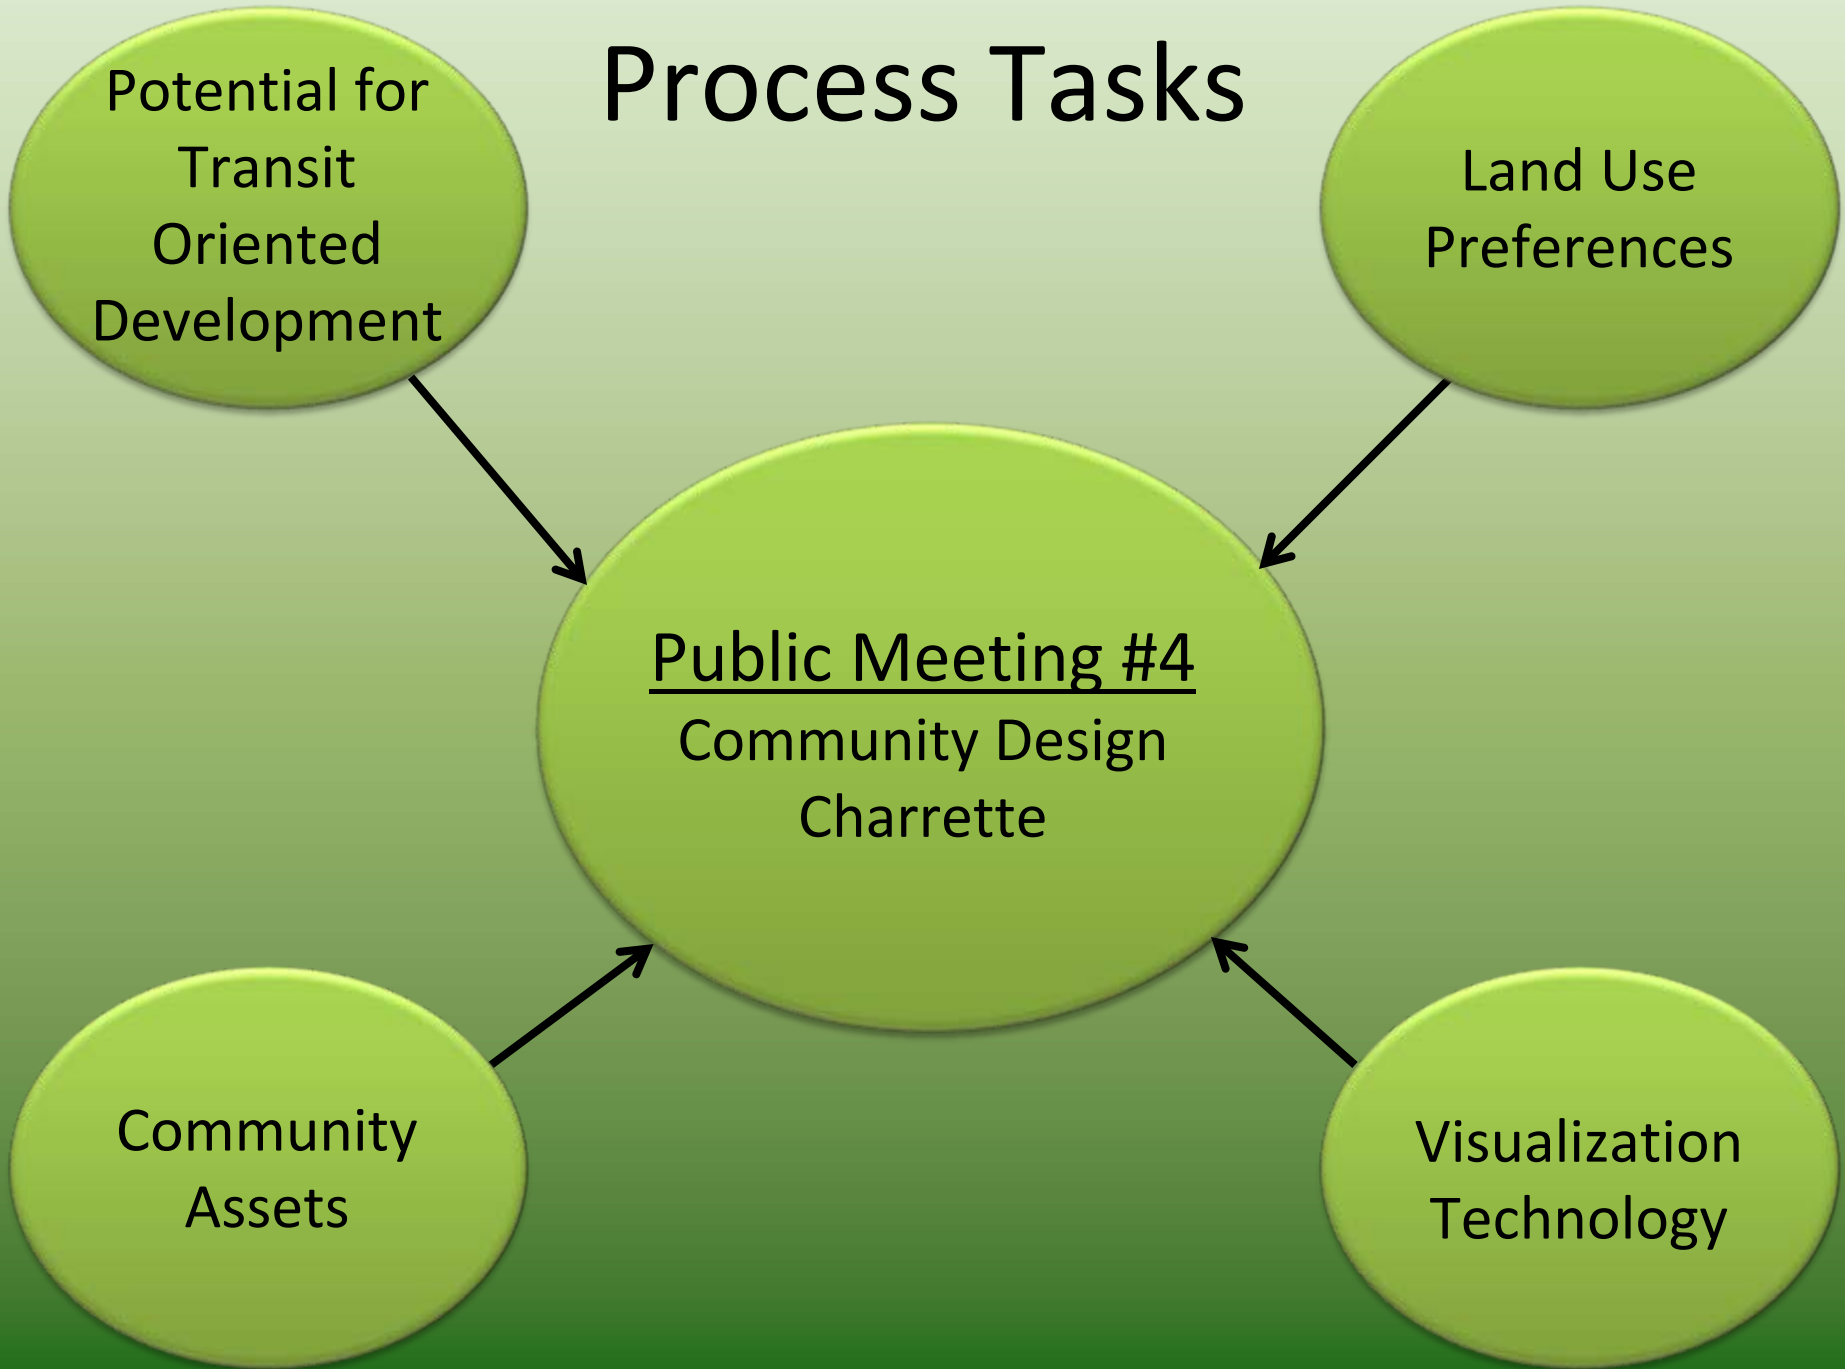 Process Tasks
Potential for
Transit
Oriented
Development
Land Use
Preferences
Public Meeting #4
Community Design
Charrette
Community
Assets
Visualization
Technology